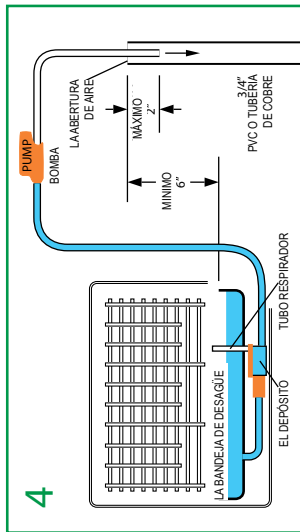 4
PUMP
BOMBA
LA ABERTURA
DE AIRE
MÁXIMO
2"
MINIMO
6"
3/4"
PVC O TUBERÍA
DE COBRE
LA BANDEJA DE DESAGÜE
TUBO RESPIRADOR
EL DEPÓSITO